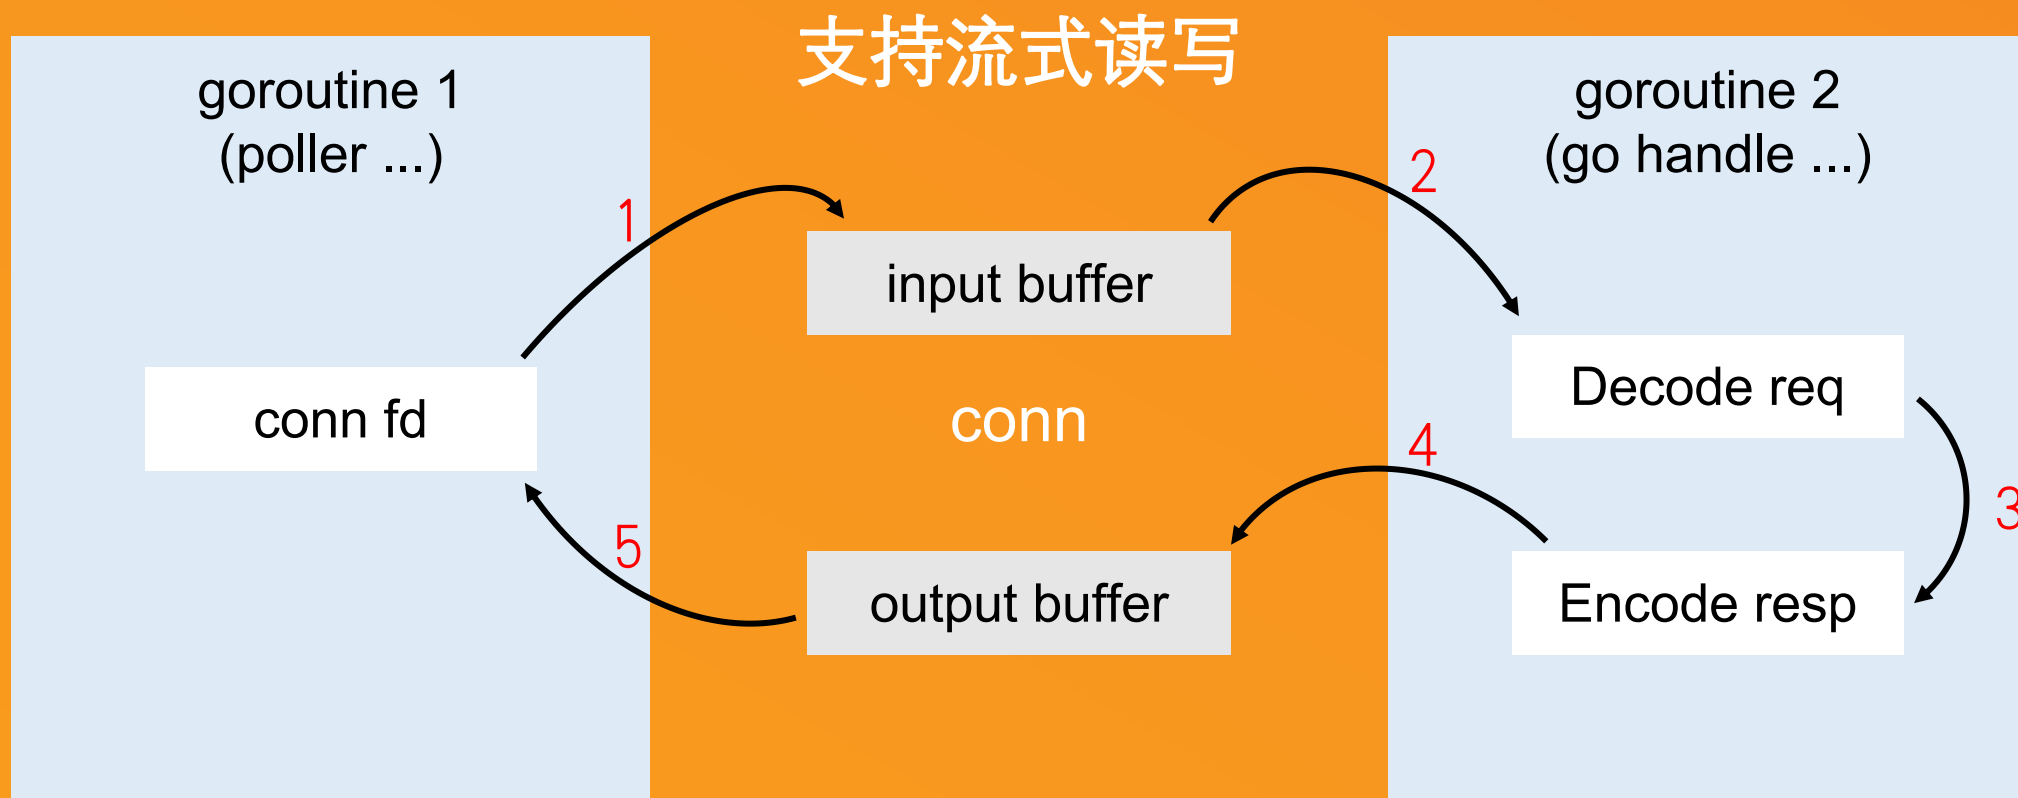 支持流式读写
goroutine 1
(poller ...)
goroutine 2
(go handle ...)
1
2
input buffer
Decode req
conn fd
conn
4
3
5
output buffer
Encode resp